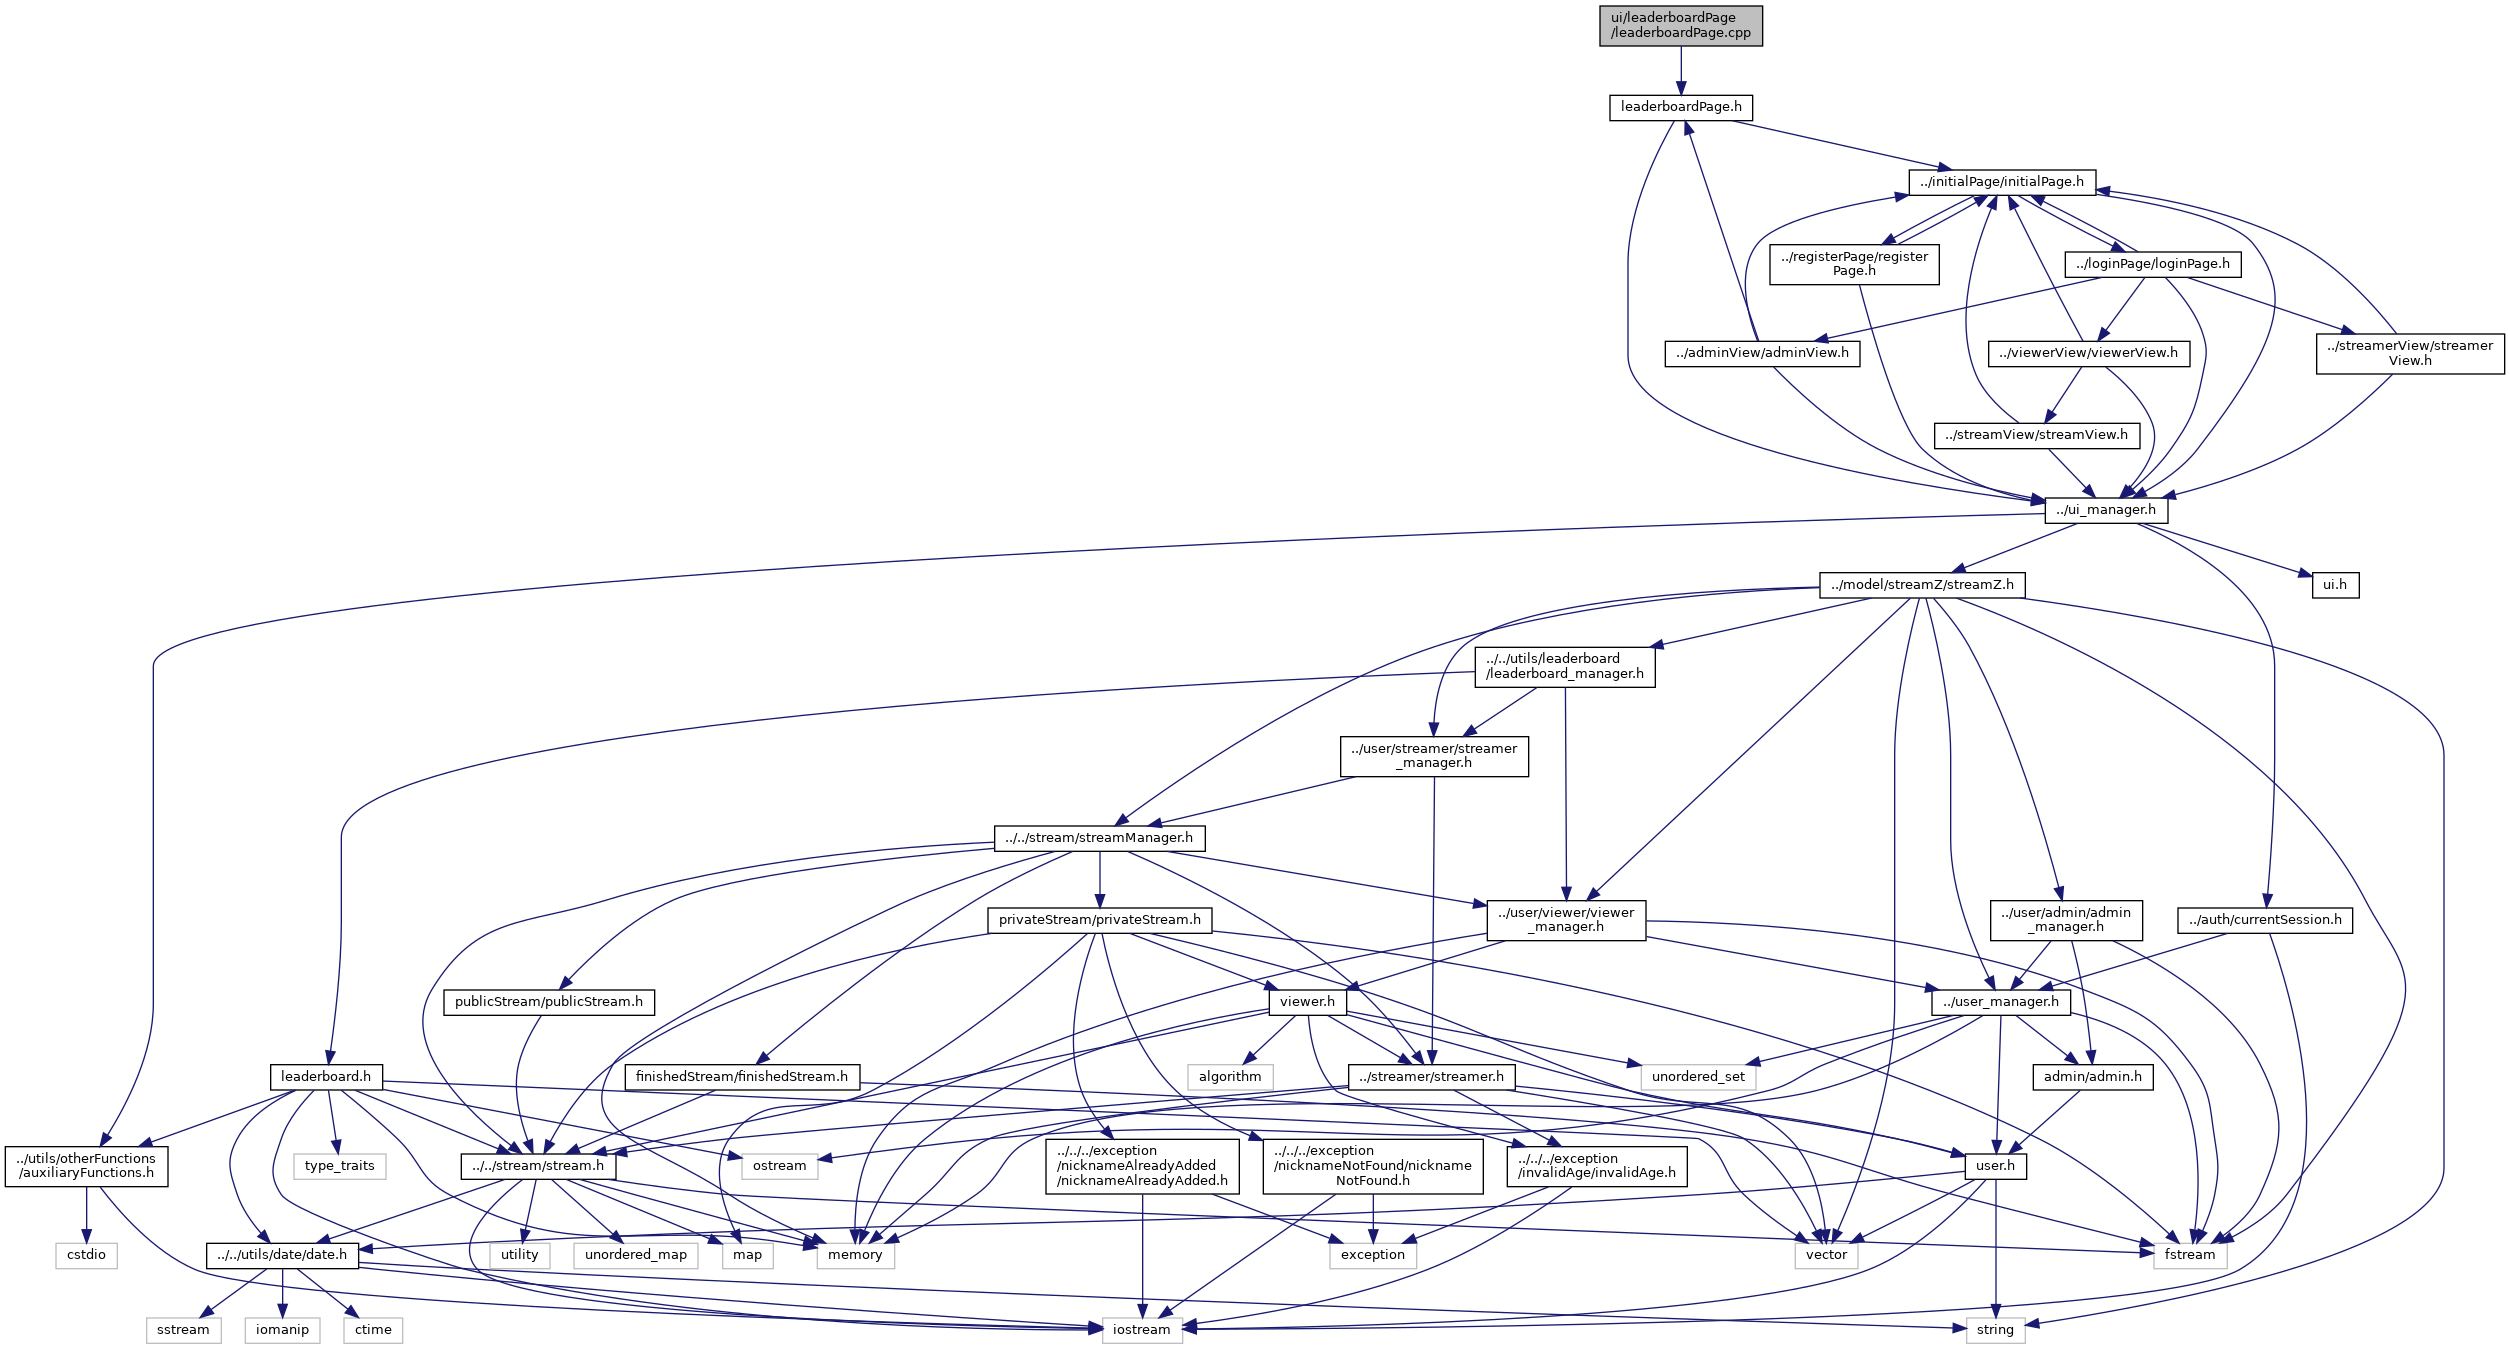 ui/leaderboardPage
/leaderboardPage.cpp
leaderboardPage.h
../initialPage/initialPage.h
../registerPage/register
Page.h
../loginPage/loginPage.h
../adminView/adminView.h
../viewerView/viewerView.h
../streamerView/streamer
View.h
../streamView/streamView.h
../ui_manager.h
../model/streamZ/streamZ.h
ui.h
../../utils/leaderboard
/leaderboard_manager.h
../user/streamer/streamer
_manager.h
../../stream/streamManager.h
privateStream/privateStream.h
../user/viewer/viewer
_manager.h
../user/admin/admin
_manager.h
../auth/currentSession.h
publicStream/publicStream.h
viewer.h
../user_manager.h
leaderboard.h
finishedStream/finishedStream.h
algorithm
../streamer/streamer.h
unordered_set
admin/admin.h
../utils/otherFunctions
/auxiliaryFunctions.h
type_traits
../../stream/stream.h
ostream
../../../exception
/nicknameAlreadyAdded
/nicknameAlreadyAdded.h
../../../exception
/nicknameNotFound/nickname
NotFound.h
../../../exception
/invalidAge/invalidAge.h
user.h
cstdio
../../utils/date/date.h
utility
unordered_map
map
memory
exception
vector
fstream
sstream
iomanip
ctime
iostream
string